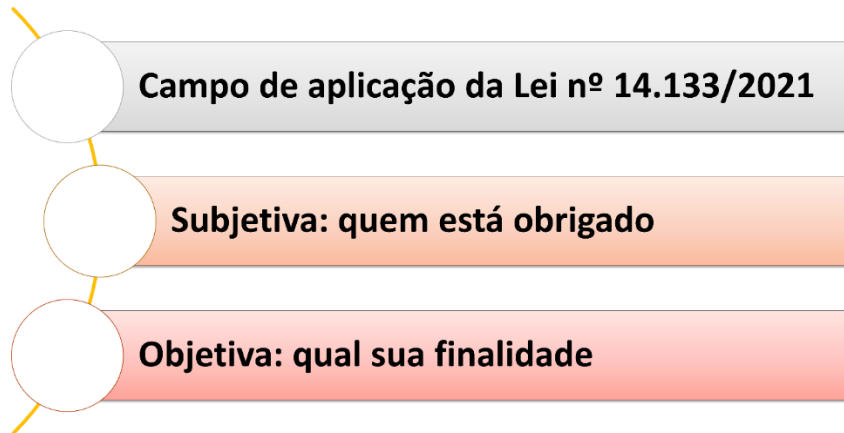 Campo de aplicação da Lei nº 14.133/2021
Subjetiva: quem está obrigado
Objetiva: qual sua finalidade